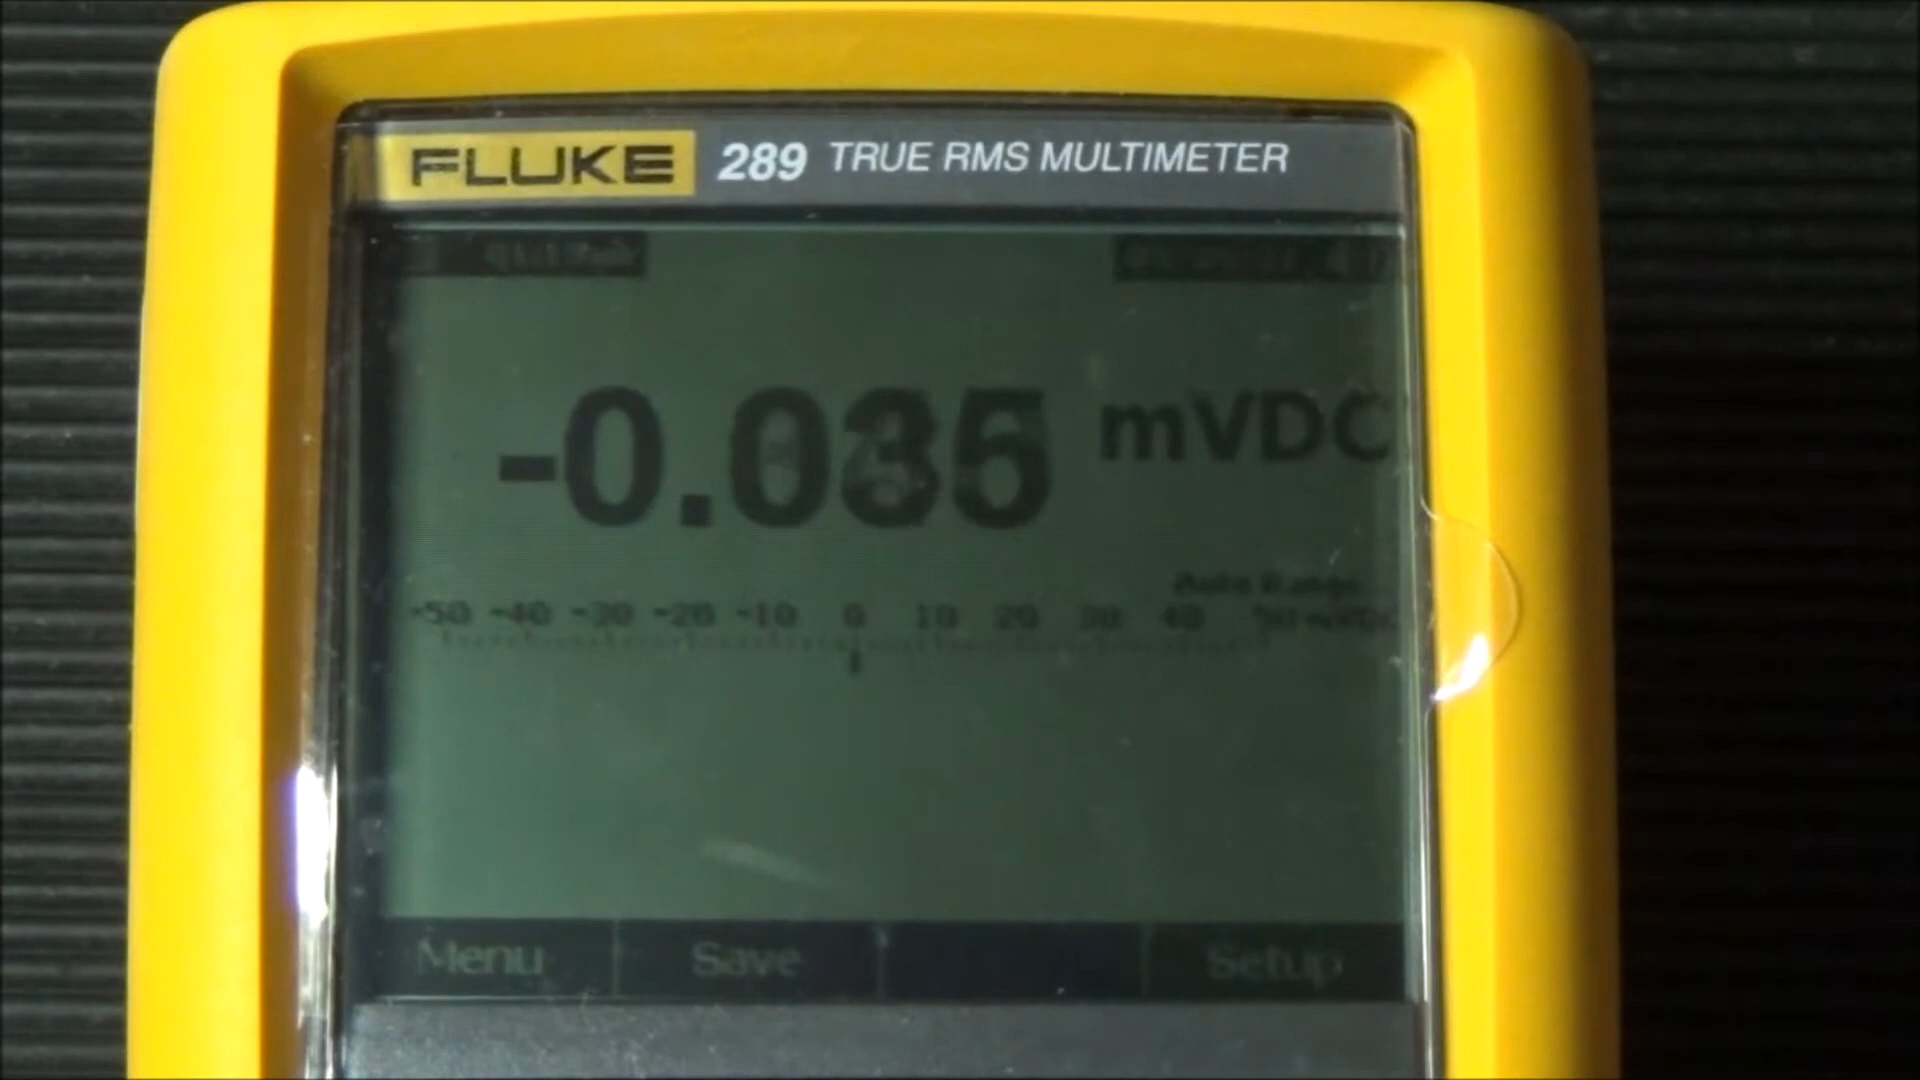 FLUKE 289 TRUE RMS MULTIMETER
mVDC
Auto Range
-50 -40 -30 -20 -10 0 10 20 30 40 50 mVDC
Menu Save Setup